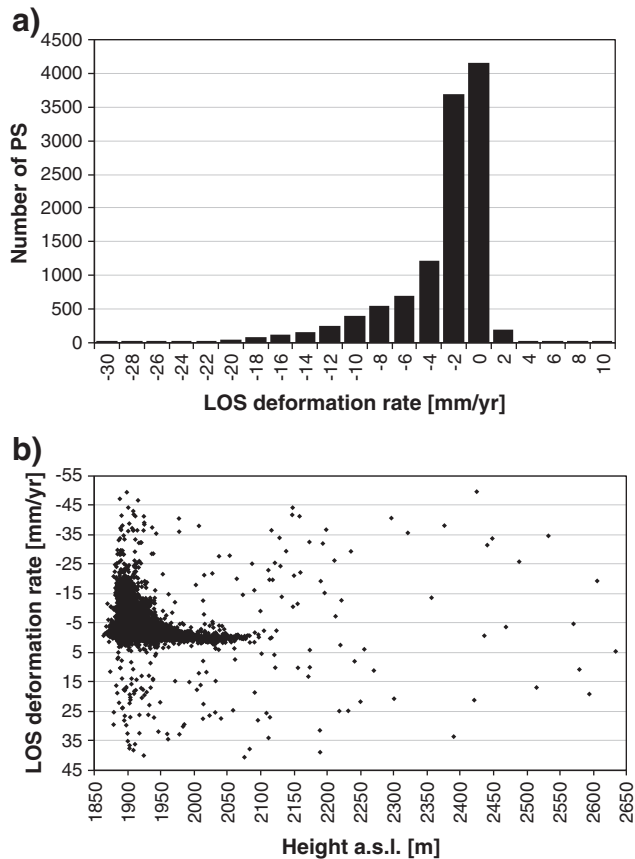 a)
Number of PS
4500
4000
3500
3000
2500
2000
1500
1000
500
0
-30 -28 -26 -24 -22 -20 -18 -16 -14 -12 -10 -8 -6 -4 -2 0 2 4 6 8 10
LOS deformation rate [mm/yr]
b)
LOS deformation rate [mm/yr]
-55
-45
-35
-25
-15
-5
5
15
25
35
45
1850 1900 1950 2000 2050 2100 2150 2200 2250 2300 2350 2400 2450 2500 2550 2600 2650
Height a.s.l. [m]